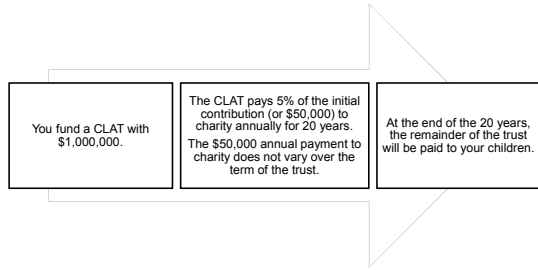 You fund a CLAT with
$1,000,000.
The CLAT pays 5% of the initial
contribution (or $50,000) to
charity annually for 20 years.
The $50,000 annual payment to
charity does not vary over the
term of the trust.
At the end of the 20 years,
the remainder of the trust
will be paid to your children.